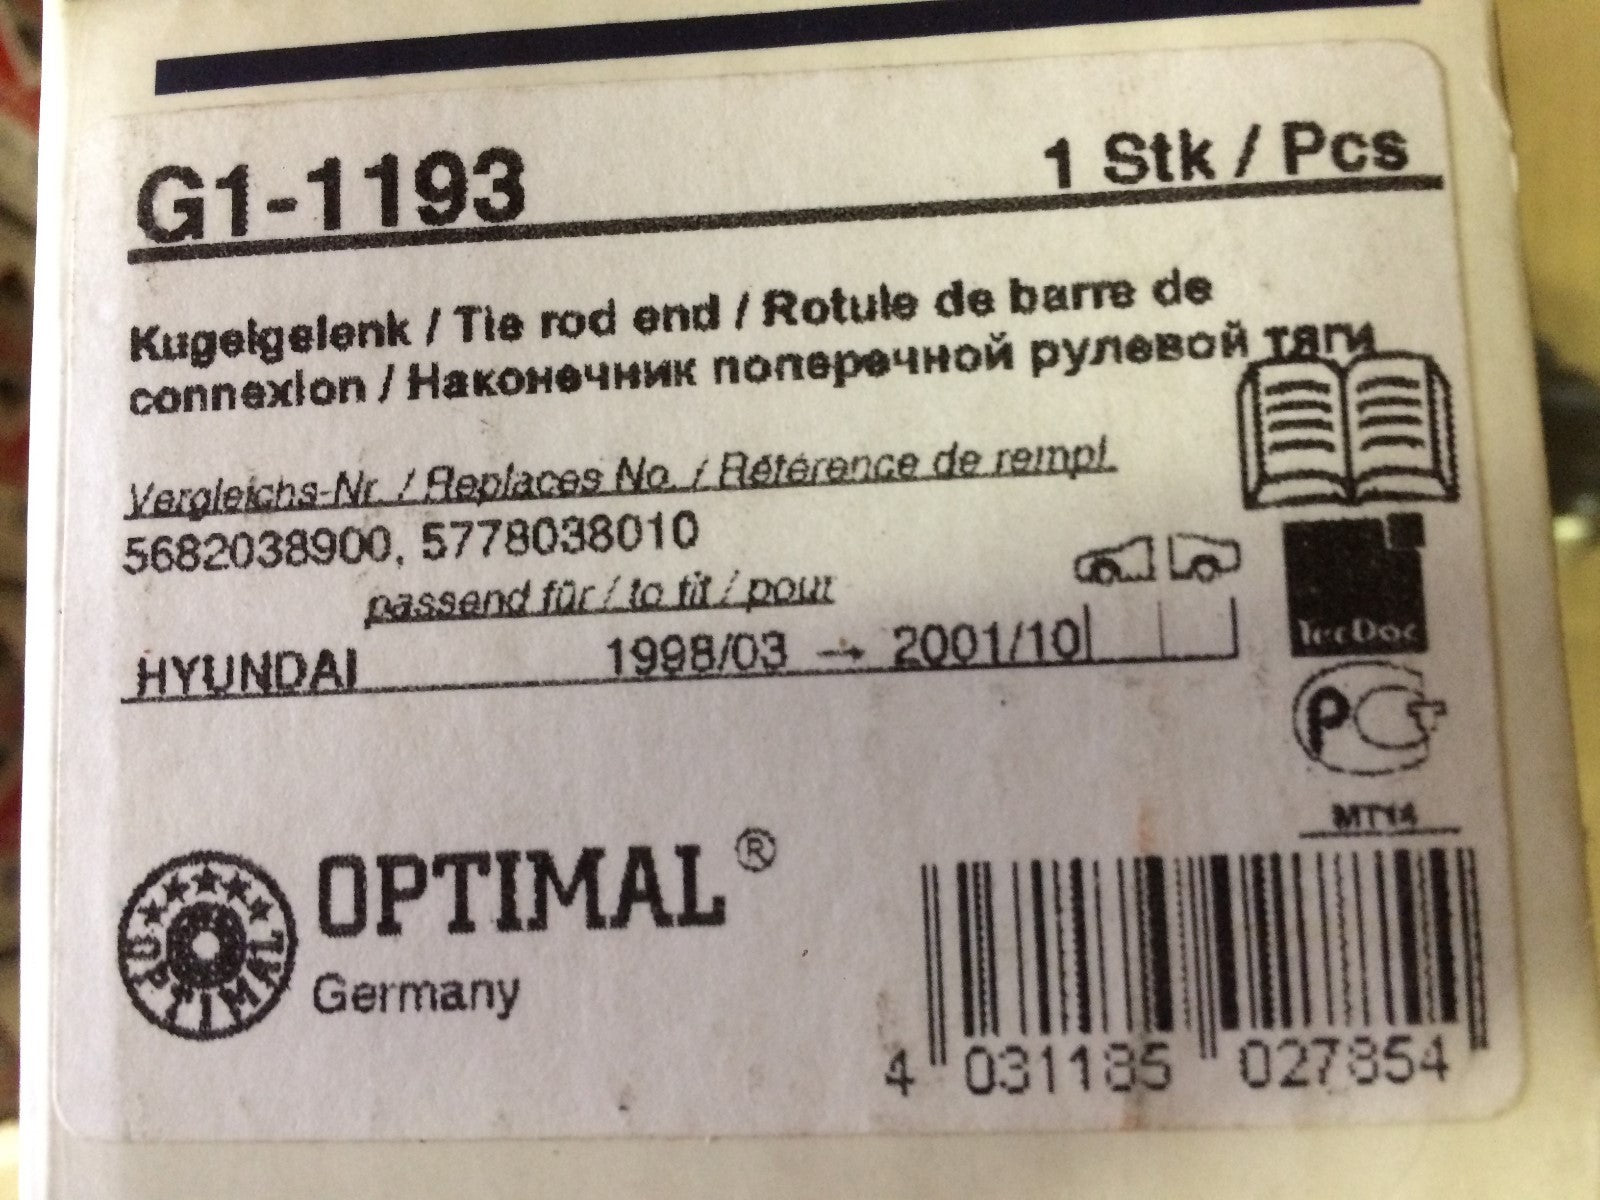 G1-1193
1 Stk / Pcs
Kugelgelenk / Tie rod end / Rotule de barre de
connexion / Наконечник поперечной рулевой тяги
Vergleichs-Nr. / Replaces No. / Référence de rempl.
5682038900, 5778038010
passend für / to fit / pour
HYUNDAI 1998/03 → 2001/10
TecDoc
PC
MT14
OPTIMAL
OPTIMAL®
Germany
4 031185 027854